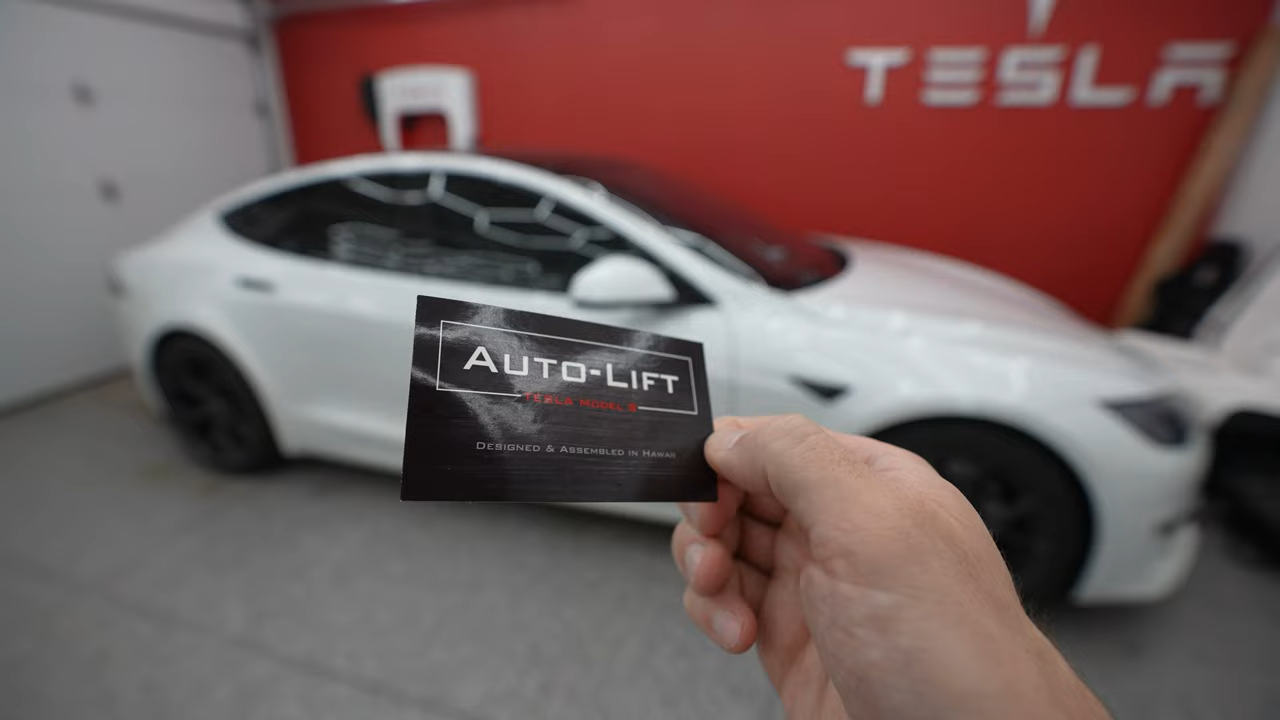 TESLA
AUTO-LIFT
TESLA MODEL S
DESIGNED & ASSEMBLED IN HAWAII